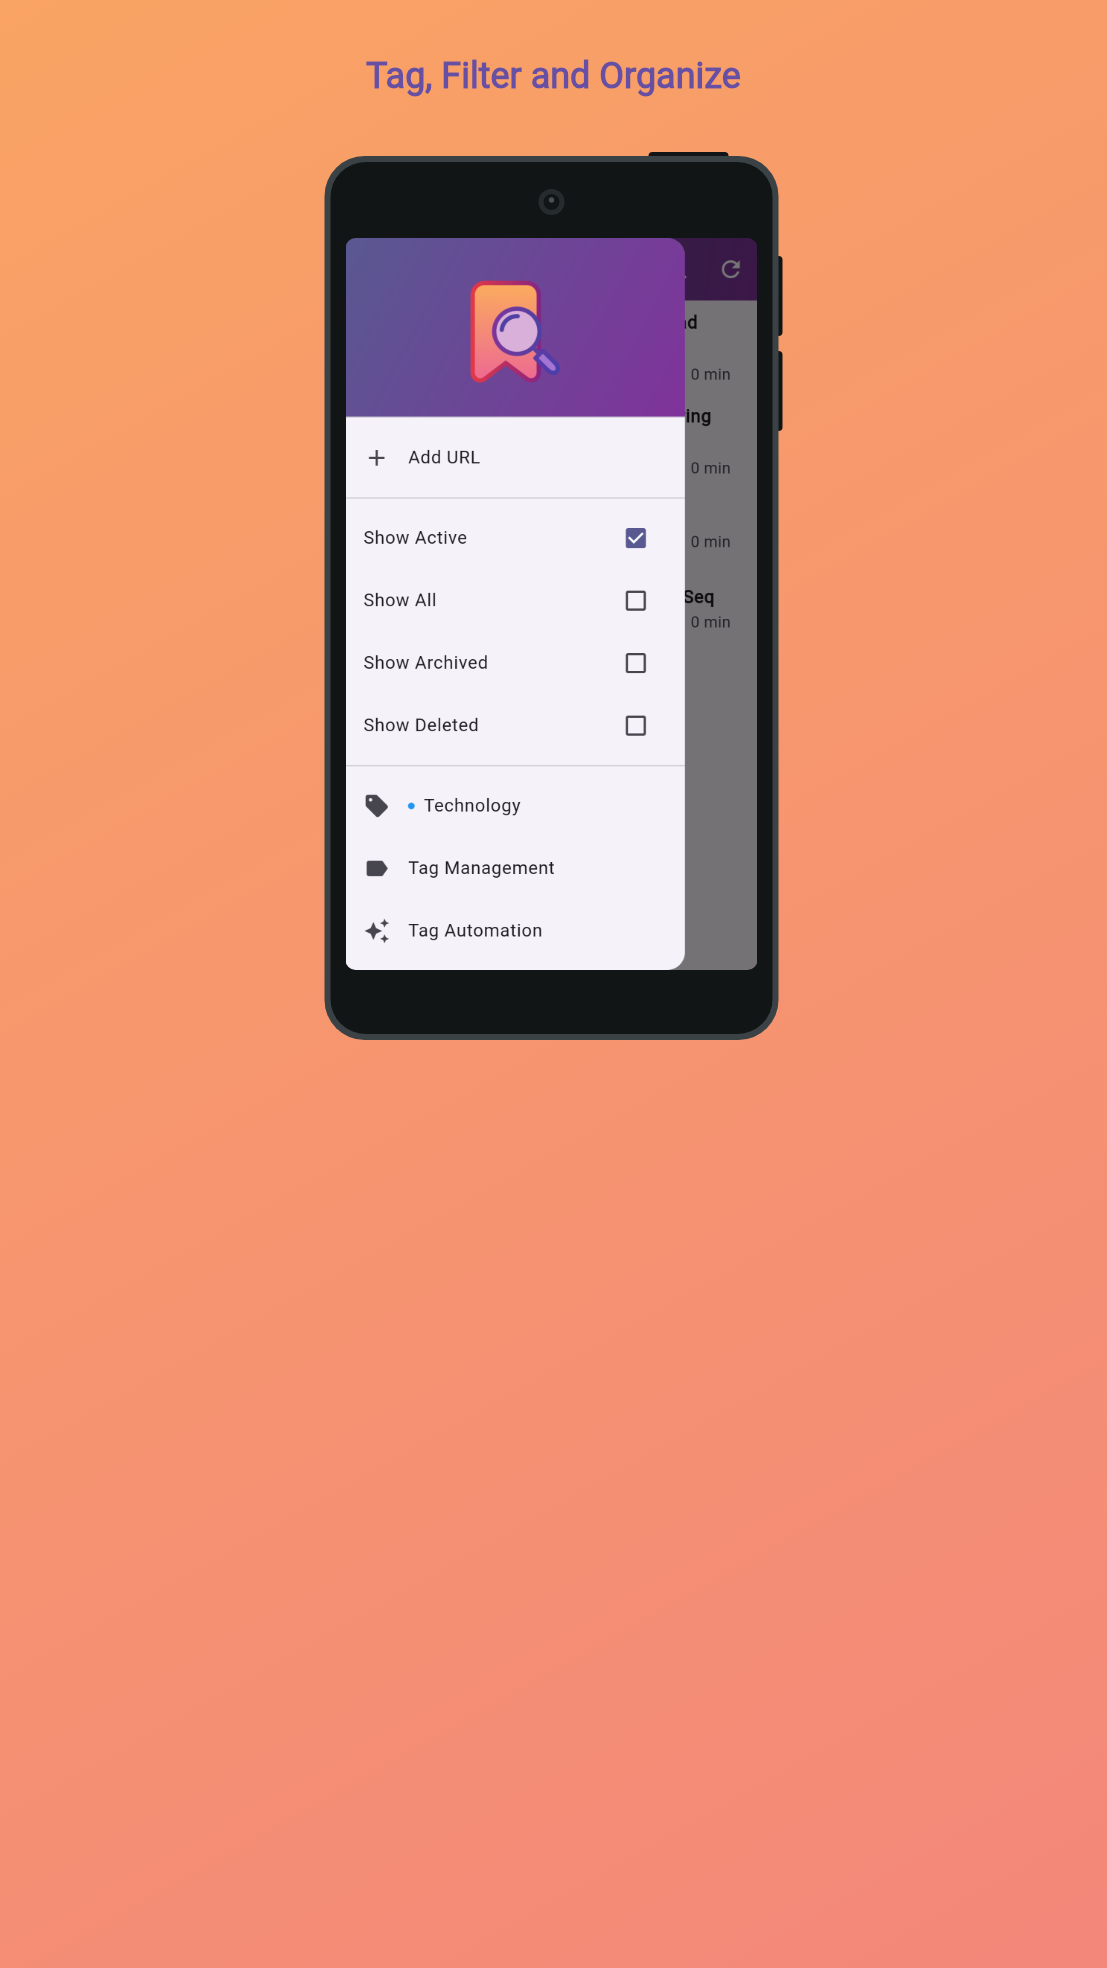 Tag, Filter and Organize
0 min
Add URL
0 min
Show Active
0 min
Show All
Seq
0 min
Show Archived
Show Deleted
Technology
Tag Management
Tag Automation